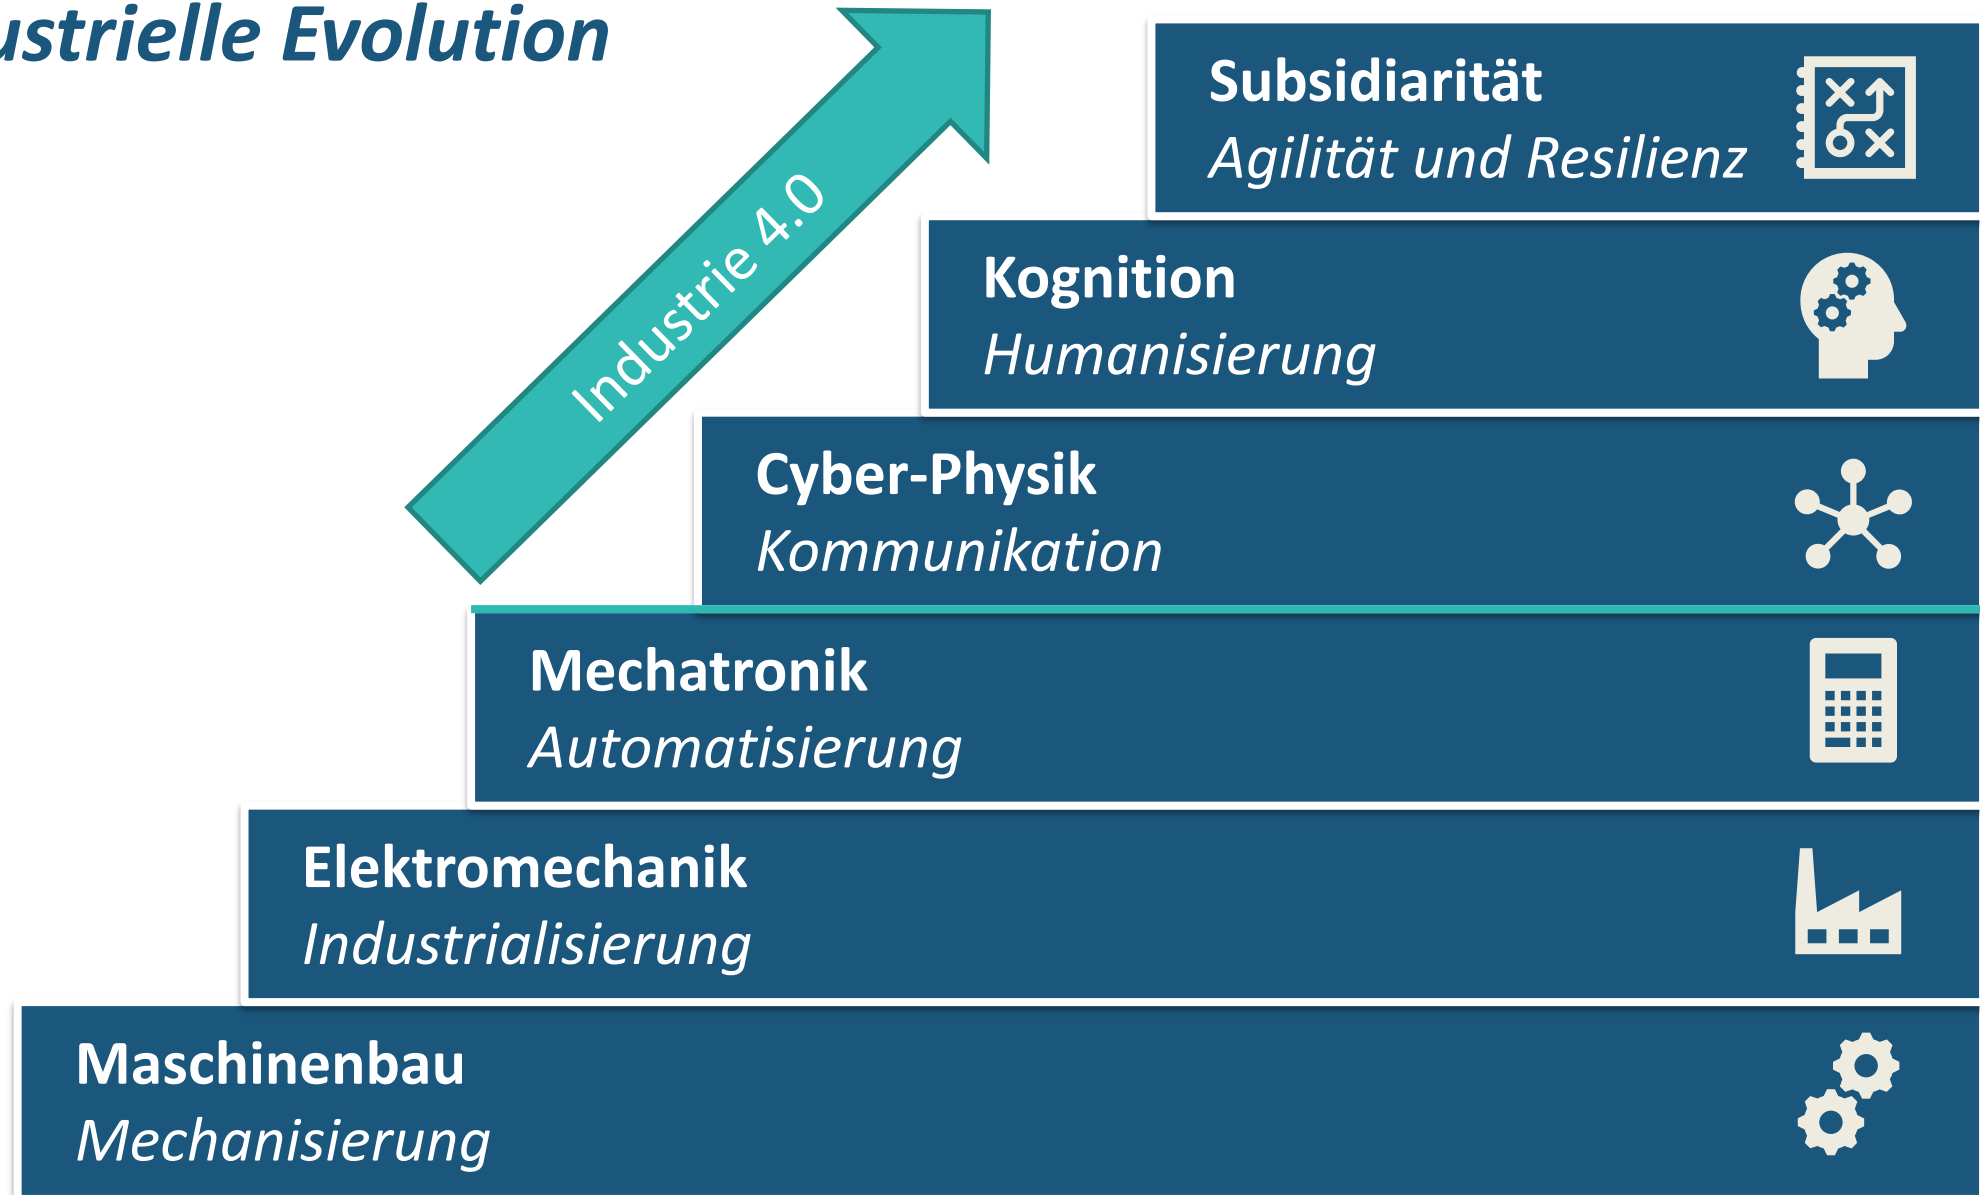 ustrielle Evolution
Industrie 4.0
Subsidiarität
Agilität und Resilienz
Kognition
Humanisierung
Cyber-Physik
Kommunikation
Mechatronik
Automatisierung
Elektromechanik
Industrialisierung
Maschinenbau
Mechanisierung